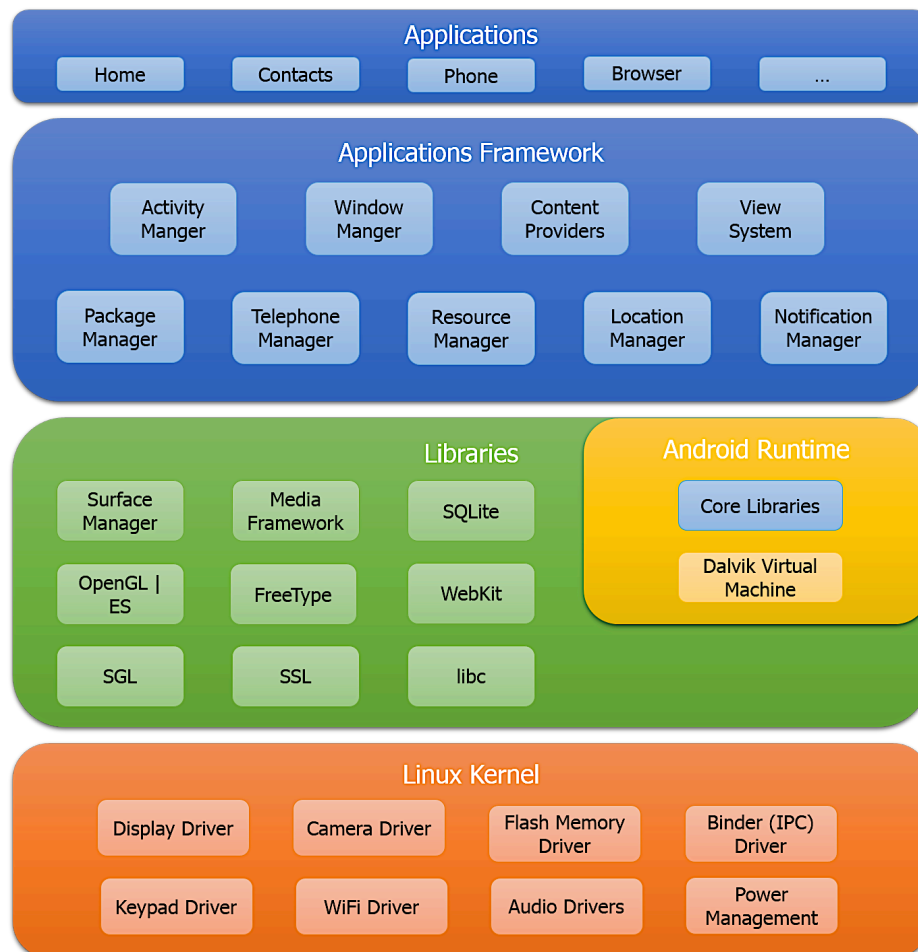 Applications
Home
Contacts
Phone
Browser
...
Applications Framework
Activity
Manger
Window
Manger
Content
Providers
View
System
Package
Manager
Telephone
Manager
Resource
Manager
Location
Manager
Notification
Manager
Libraries
Surface
Manager
Media
Framework
SQLite
OpenGL |
ES
FreeType
WebKit
SGL
SSL
libc
Android Runtime
Core Libraries
Dalvik Virtual
Machine
Linux Kernel
Display Driver
Camera Driver
Flash Memory
Driver
Binder (IPC)
Driver
Keypad Driver
WiFi Driver
Audio Drivers
Power
Management